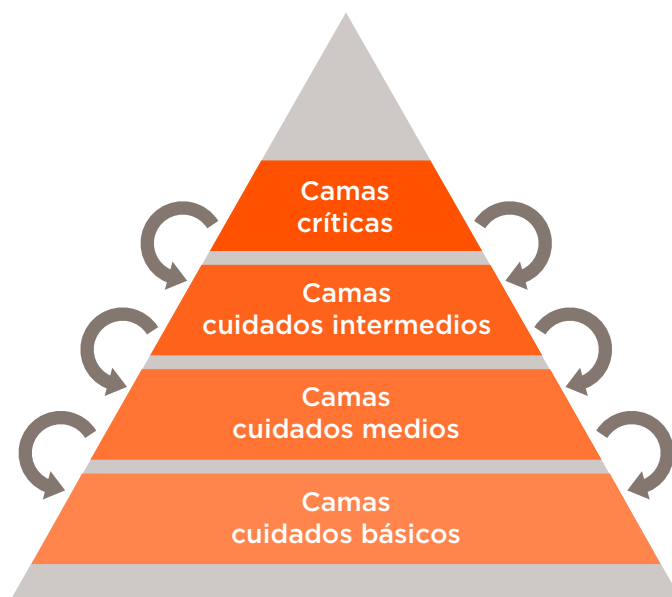 Camas
críticas
Camas
cuidados intermedios
Camas
cuidados medios
Camas
cuidados básicos